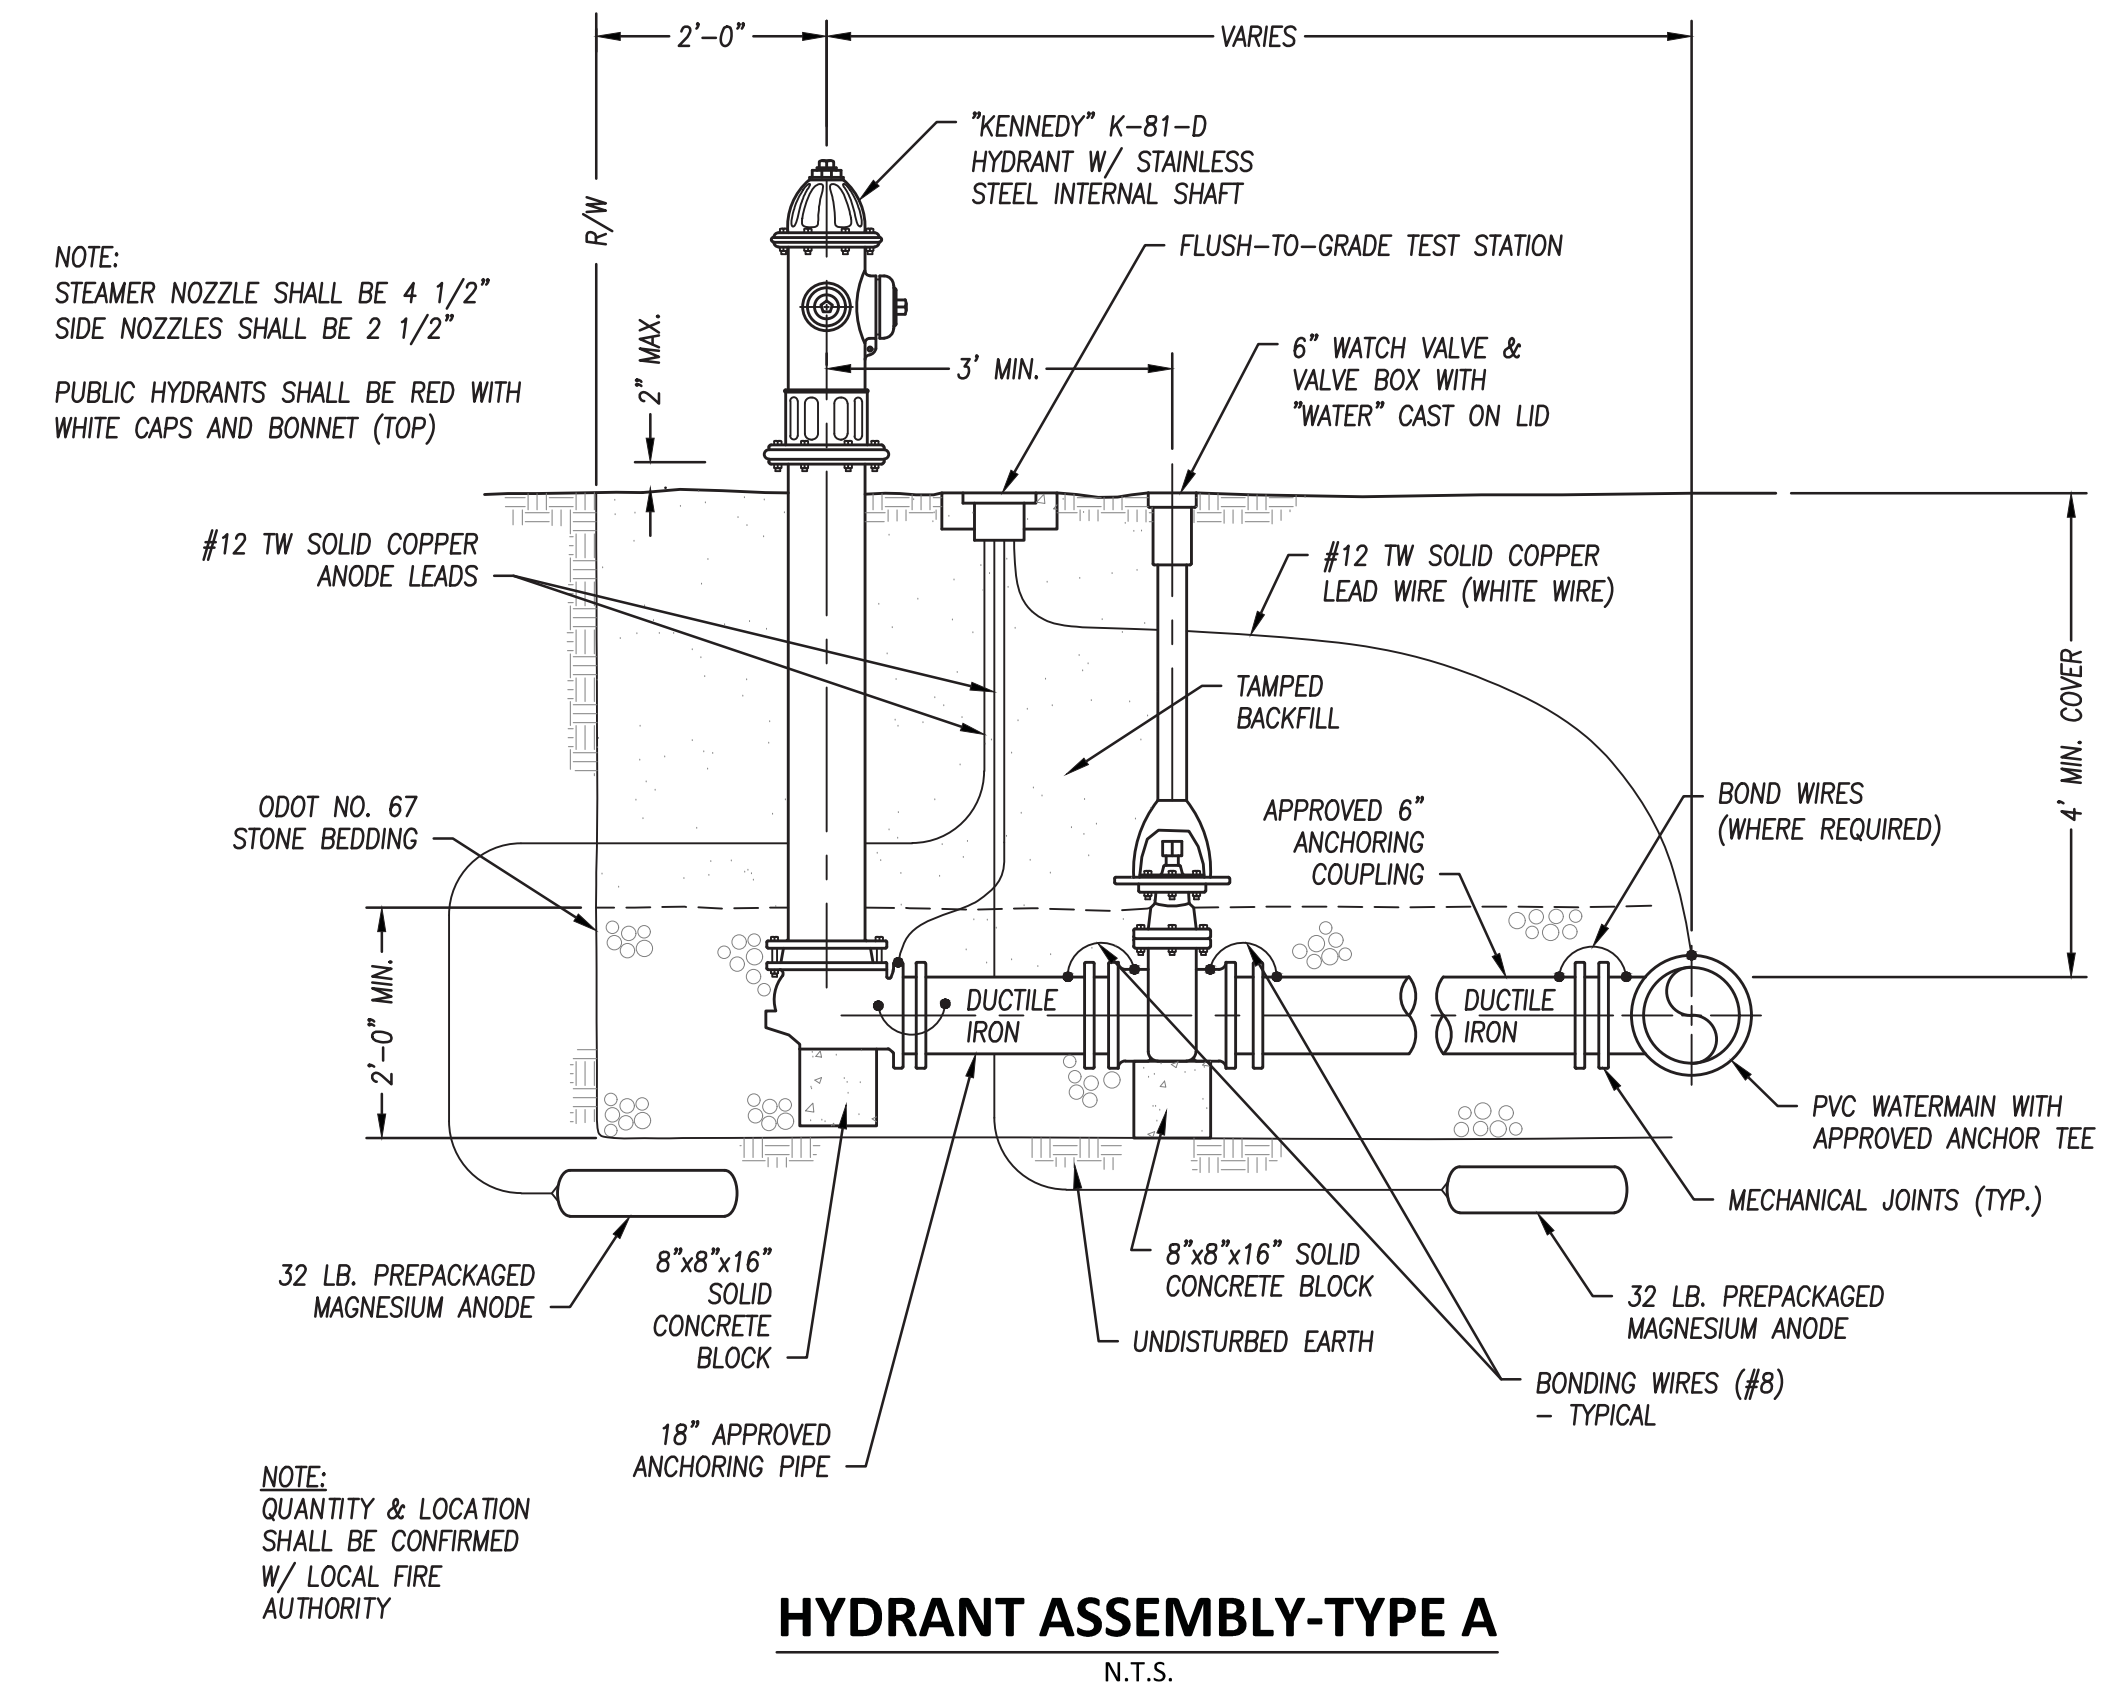 2'-0"
VARIES
"KENNEDY" K-81-D
HYDRANT W/ STAINLESS
STEEL INTERNAL SHAFT
R/W
FLUSH-TO-GRADE TEST STATION
NOTE:
STEAMER NOZZLE SHALL BE 4 1/2"
SIDE NOZZLES SHALL BE 2 1/2"
PUBLIC HYDRANTS SHALL BE RED WITH
WHITE CAPS AND BONNET (TOP)
2" MAX.
3' MIN.
6" WATCH VALVE &
VALVE BOX WITH
"WATER" CAST ON LID
#12 TW SOLID COPPER
ANODE LEADS
#12 TW SOLID COPPER
LEAD WIRE (WHITE WIRE)
TAMPED
BACKFILL
4' MIN. COVER
ODOT NO. 67
STONE BEDDING
APPROVED 6"
ANCHORING
COUPLING
BOND WIRES
(WHERE REQUIRED)
2'-0" MIN.
DUCTILE
IRON
DUCTILE
IRON
PVC WATERMAIN WITH
APPROVED ANCHOR TEE
MECHANICAL JOINTS (TYP.)
32 LB. PREPACKAGED
MAGNESIUM ANODE
8"x8"x16"
SOLID
CONCRETE
BLOCK
8"x8"x16" SOLID
CONCRETE BLOCK
UNDISTURBED EARTH
32 LB. PREPACKAGED
MAGNESIUM ANODE
BONDING WIRES (#8)
- TYPICAL
18" APPROVED
ANCHORING PIPE
NOTE:
QUANTITY & LOCATION
SHALL BE CONFIRMED
W/ LOCAL FIRE
AUTHORITY
HYDRANT ASSEMBLY-TYPE A
N.T.S.